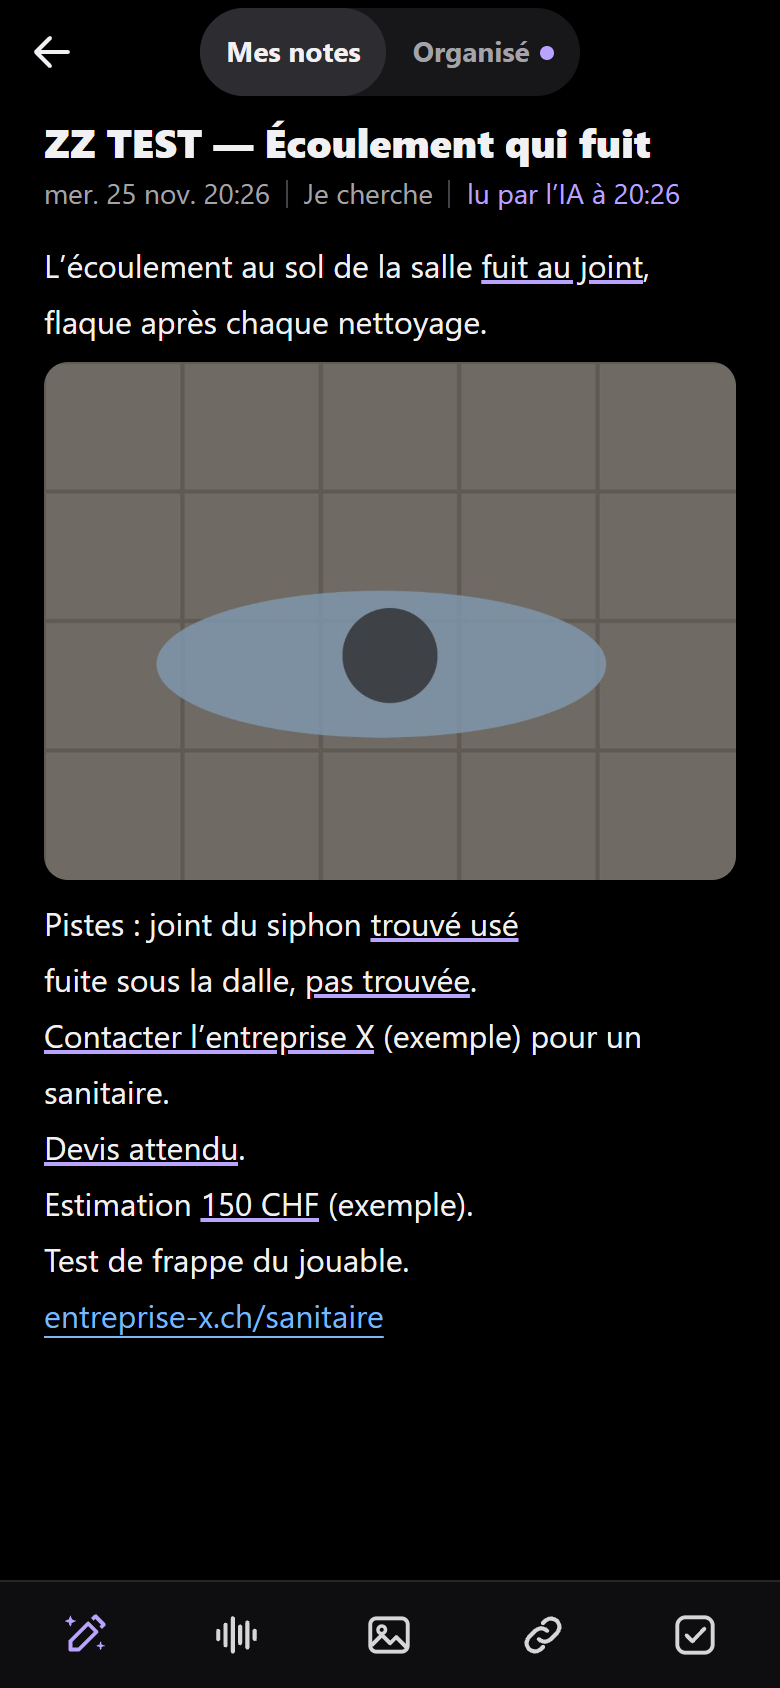 Mes notes
Organisé
ZZ TEST — Écoulement qui fuit
mer. 25 nov. 20:26 | Je cherche | lu par l’IA à 20:26
L’écoulement au sol de la salle fuit au joint,
flaque après chaque nettoyage.
Pistes : joint du siphon trouvé usé
fuite sous la dalle, pas trouvée.
Contacter l’entreprise X (exemple) pour un
sanitaire.
Devis attendu.
Estimation 150 CHF (exemple).
Test de frappe du jouable.
entreprise-x.ch/sanitaire